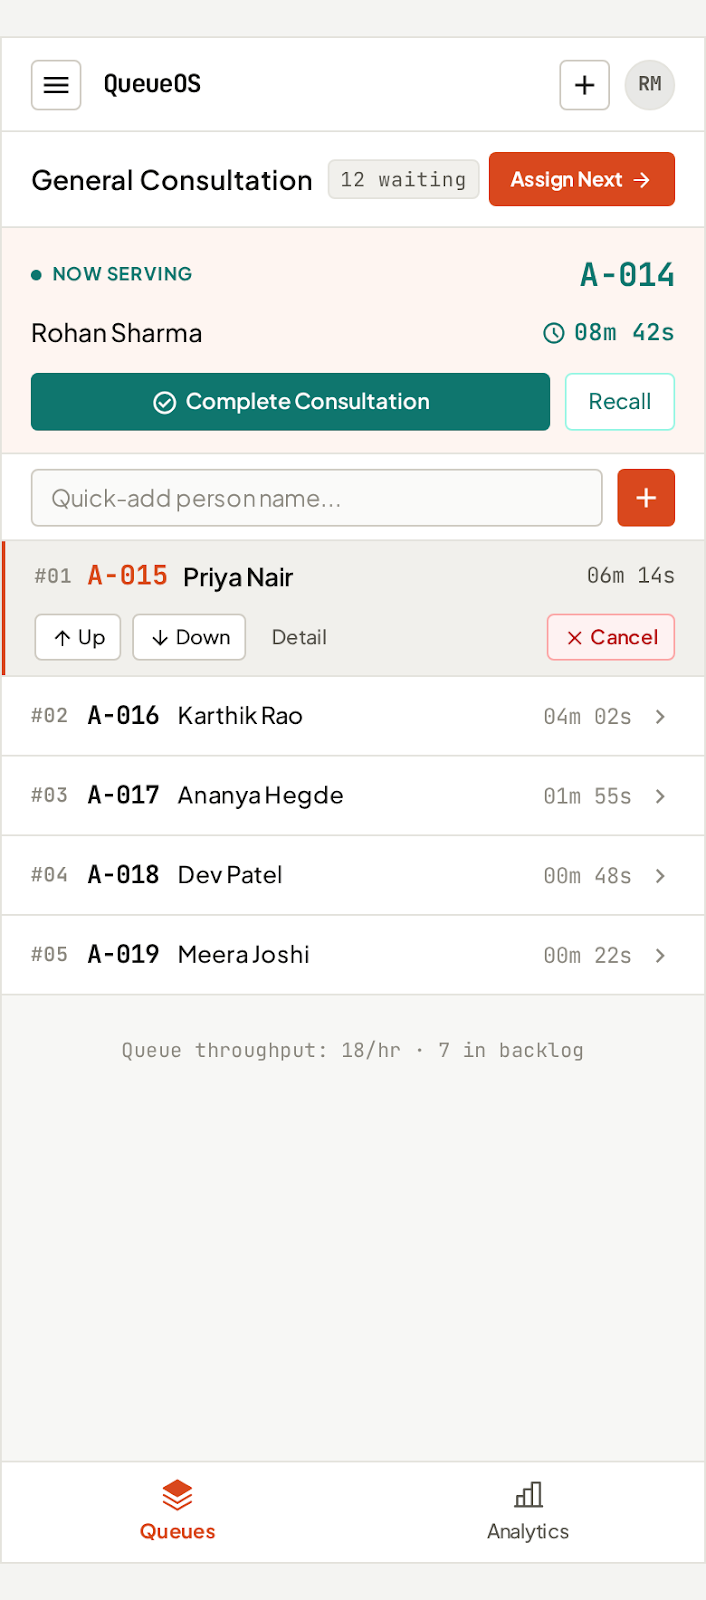 QueueOS
RM
General Consultation 12 waiting Assign Next →
NOW SERVING A-014
Rohan Sharma 08m 42s
Complete Consultation Recall
Quick-add person name...
#01 A-015 Priya Nair 06m 14s
↑ Up ↓ Down Detail × Cancel
#02 A-016 Karthik Rao 04m 02s
#03 A-017 Ananya Hegde 01m 55s
#04 A-018 Dev Patel 00m 48s
#05 A-019 Meera Joshi 00m 22s
Queue throughput: 18/hr · 7 in backlog
Queues Analytics